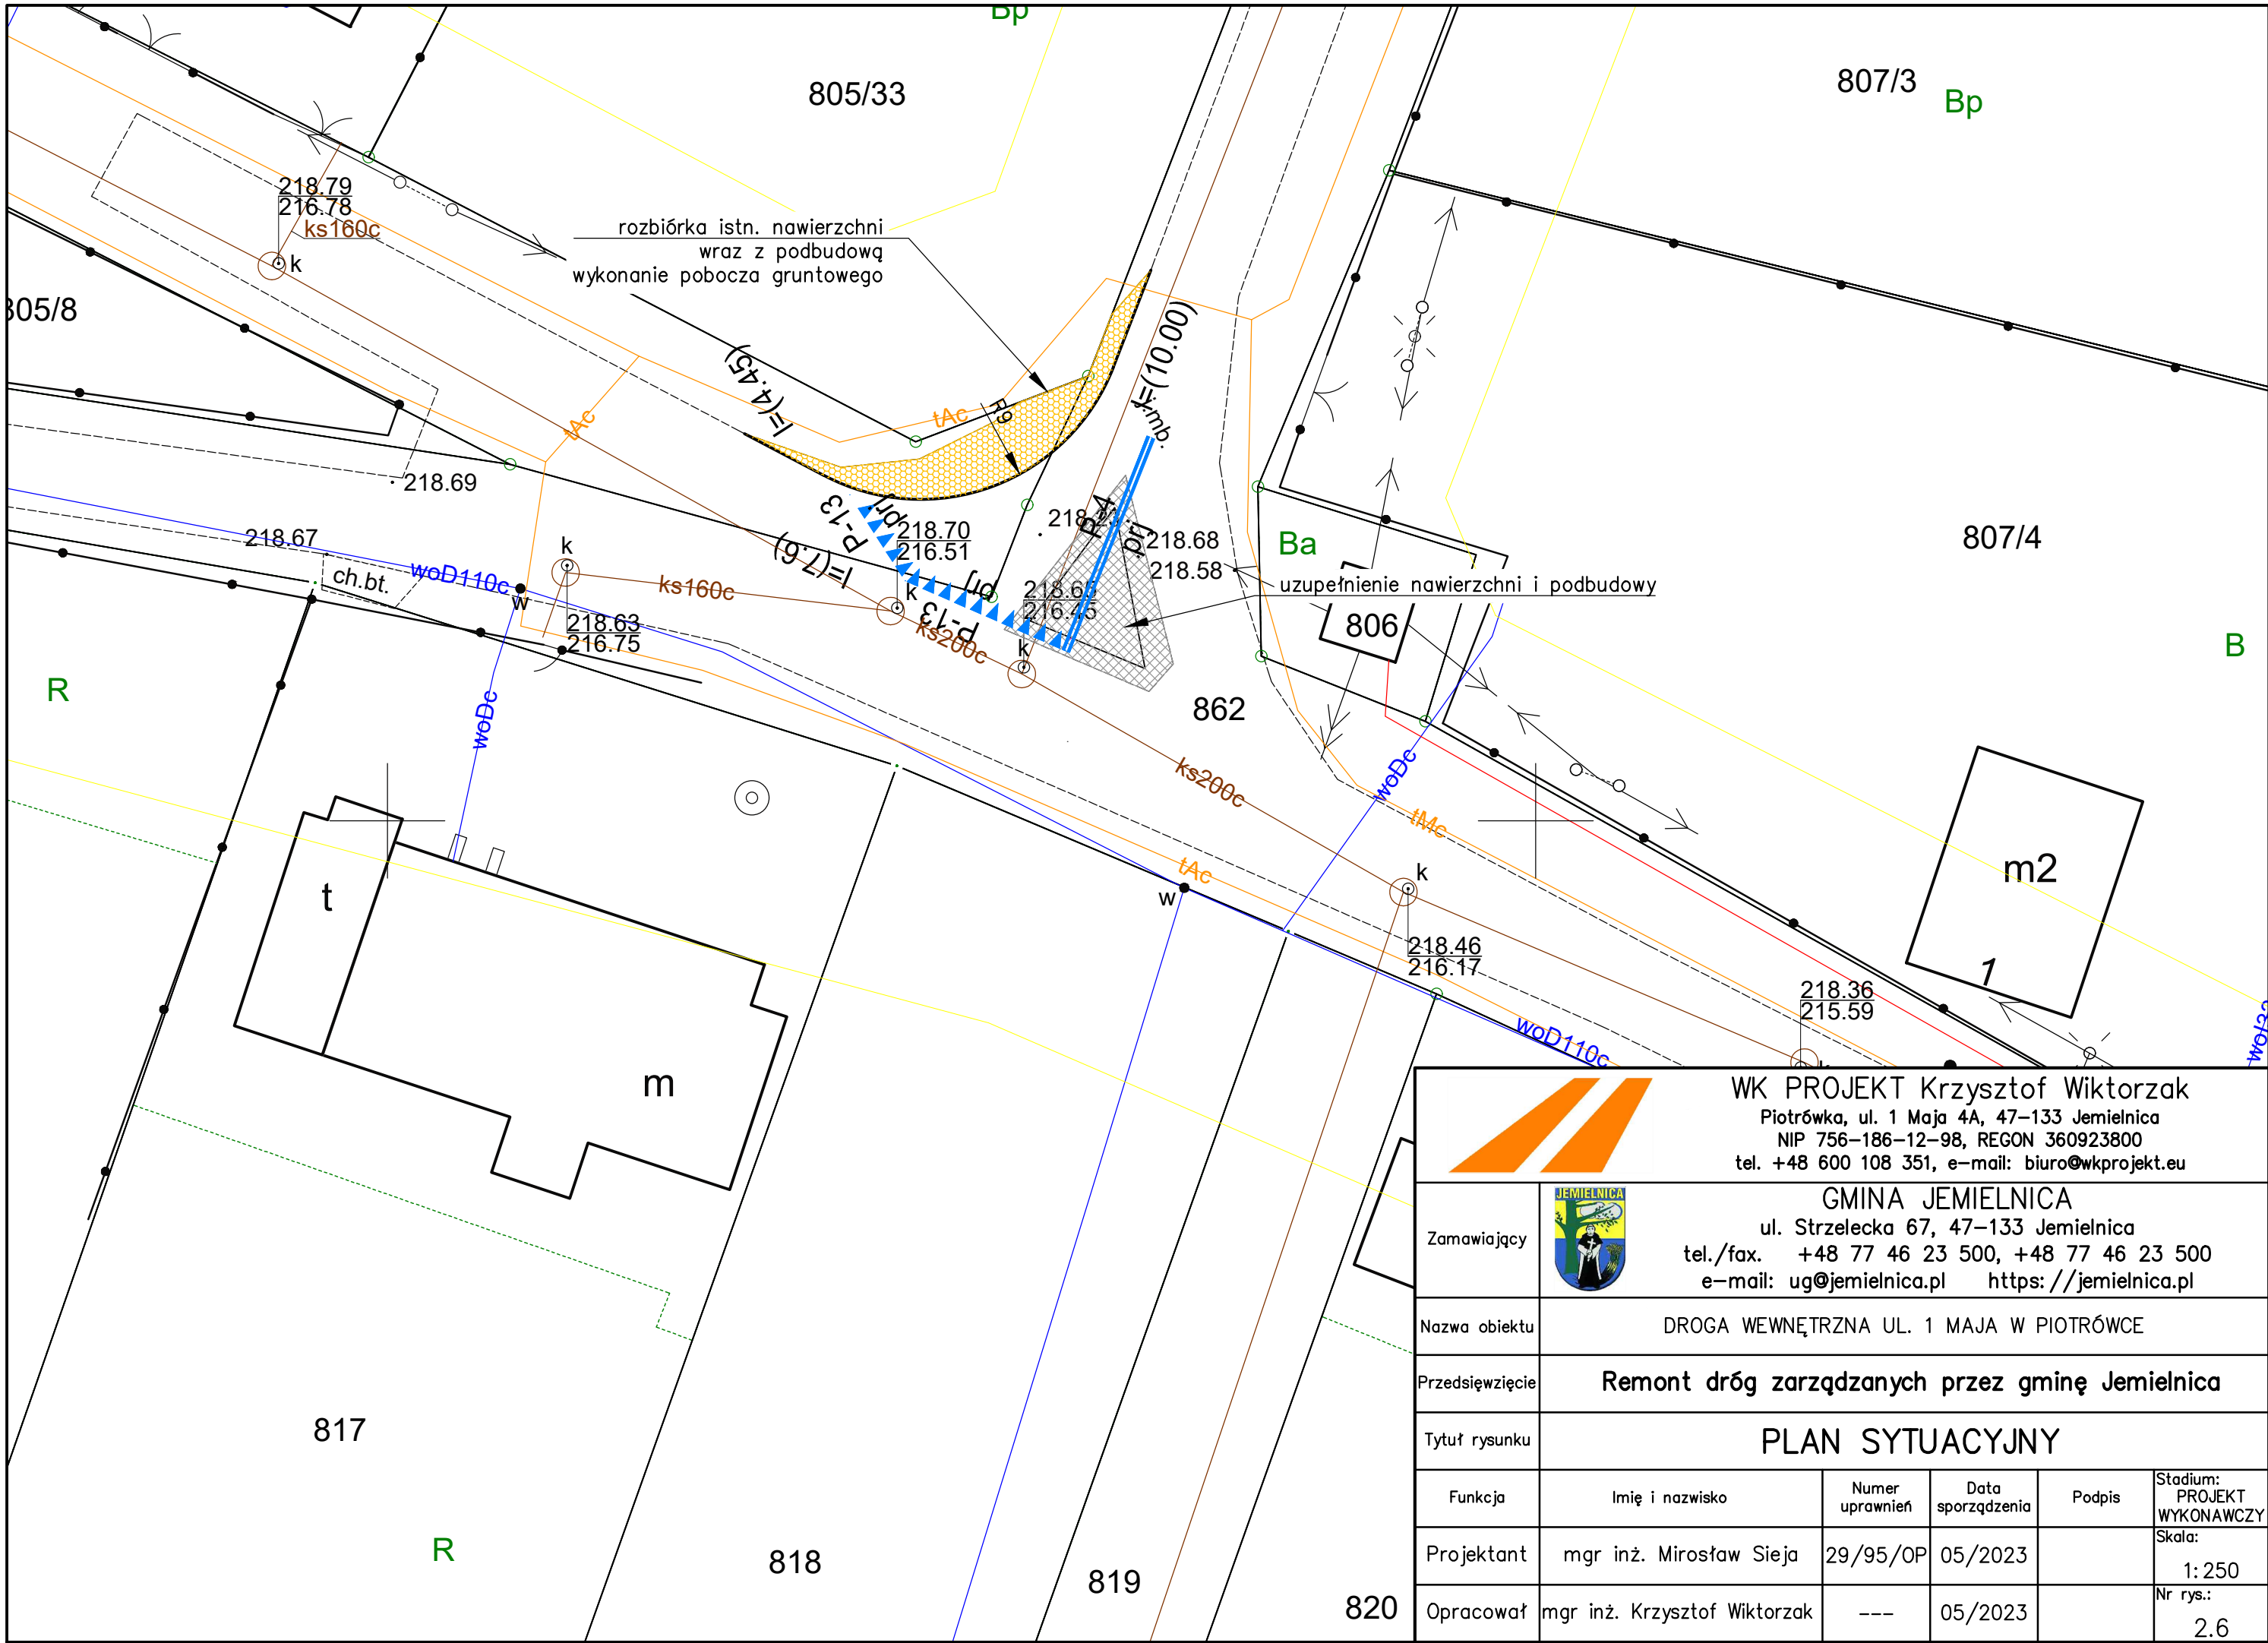 Bp
805/33
807/3
Bp
218.79
216.78
ks160c
k
rozbiórka istn. nawierzchni
wraz z podbudową
wykonanie pobocza gruntowego
805/8
l=(4.45)
l=(10.00)
j.mb.
tAc
tAc
R9
218.69
218.67
ch.bt.
woD110c
w
k
218.63
216.75
ks160c
P-13
prj
l=(7.6)
218.70
216.51
k
prj
P-13
ks200c
218.66
216.45
k
P-4
prj
218.68
218.58
Ba
uzupełnienie nawierzchni i podbudowy
807/4
806
B
R
woDc
862
ks200c
woDc
tMc
tAc
w
k
218.46
216.17
m2
1
218.36
215.59
k
woD110c
t
m
817
R
818
819
820
WK PROJEKT Krzysztof Wiktorzak
Piotrówka, ul. 1 Maja 4A, 47-133 Jemielnica
NIP 756-186-12-98, REGON 360923800
tel. +48 600 108 351, e-mail: biuro@wkprojekt.eu
Zamawiający
JEMIELNICA
GMINA JEMIELNICA
ul. Strzelecka 67, 47-133 Jemielnica
tel./fax. +48 77 46 23 500, +48 77 46 23 500
e-mail: ug@jemielnica.pl https://jemielnica.pl
Nazwa obiektu
DROGA WEWNĘTRZNA UL. 1 MAJA W PIOTRÓWCE
Przedsięwzięcie
Remont dróg zarządzanych przez gminę Jemielnica
Tytuł rysunku
PLAN SYTUACYJNY
Funkcja
Imię i nazwisko
Numer uprawnień
Data sporządzenia
Podpis
Stadium:
PROJEKT
WYKONAWCZY
Projektant
mgr inż. Mirosław Sieja
29/95/OP
05/2023
Skala:
1:250
Opracował
mgr inż. Krzysztof Wiktorzak
---
05/2023
Nr rys.:
2.6